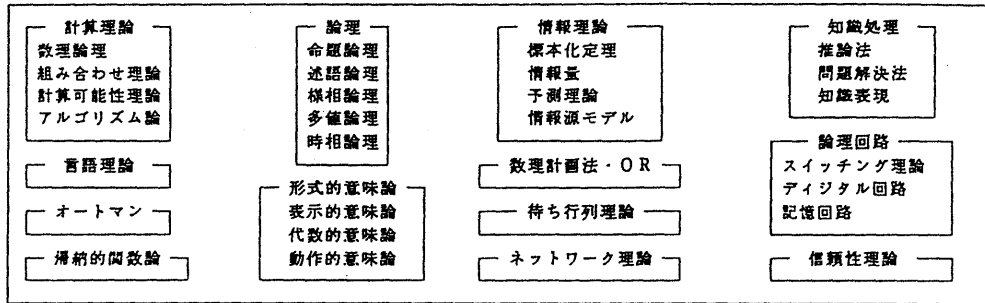 計算理論
数理論理
組み合わせ理論
計算可能性理論
アルゴリズム論
言語理論
オートマン
帰納的関数論
論理
命題論理
述語論理
様相論理
多値論理
時相論理
形式的意味論
表示的意味論
代数的意味論
動作的意味論
情報理論
標本化定理
情報量
予測理論
情報源モデル
数理計画法・OR
待ち行列理論
ネットワーク理論
知識処理
推論法
問題解決法
知識表現
論理回路
スイッチング理論
ディジタル回路
記憶回路
信頼性理論